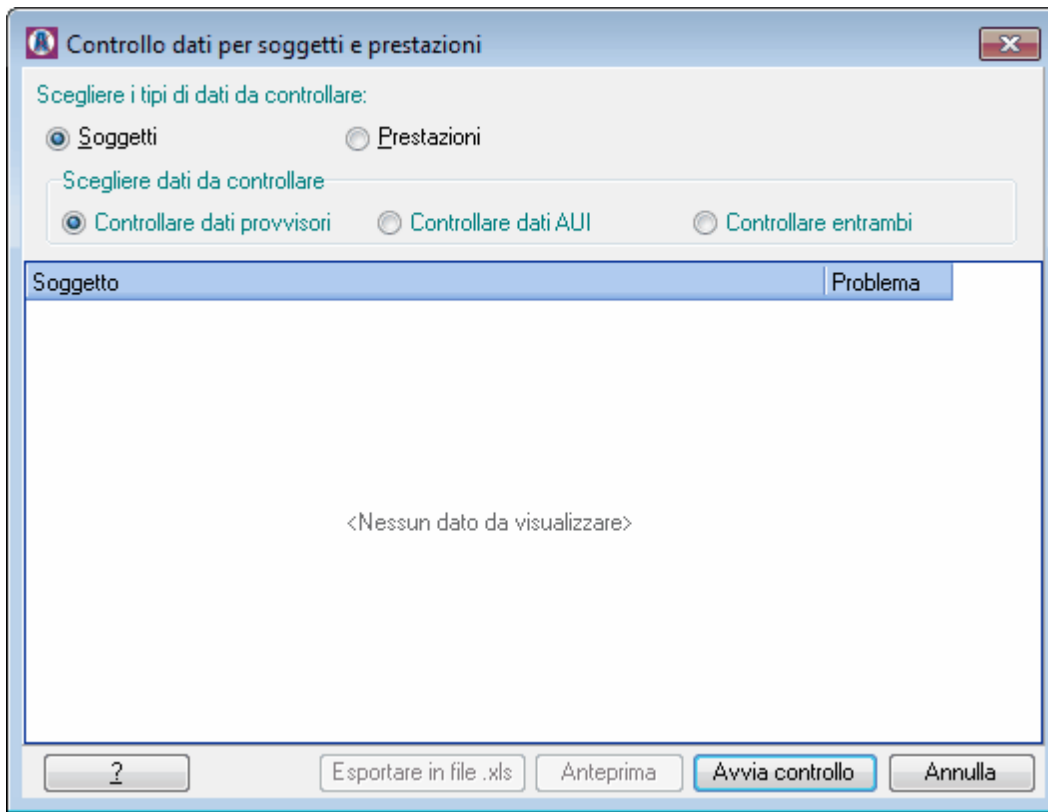 Controllo dati per soggetti e prestazioni
Scegliere i tipi di dati da controllare:
Soggetti Prestazioni
Scegliere dati da controllare
Controllare dati provvisori Controllare dati AUI Controllare entrambi
Soggetto Problema
<Nessun dato da visualizzare>
? Esportare in file .xls Anteprima Avvia controllo Annulla